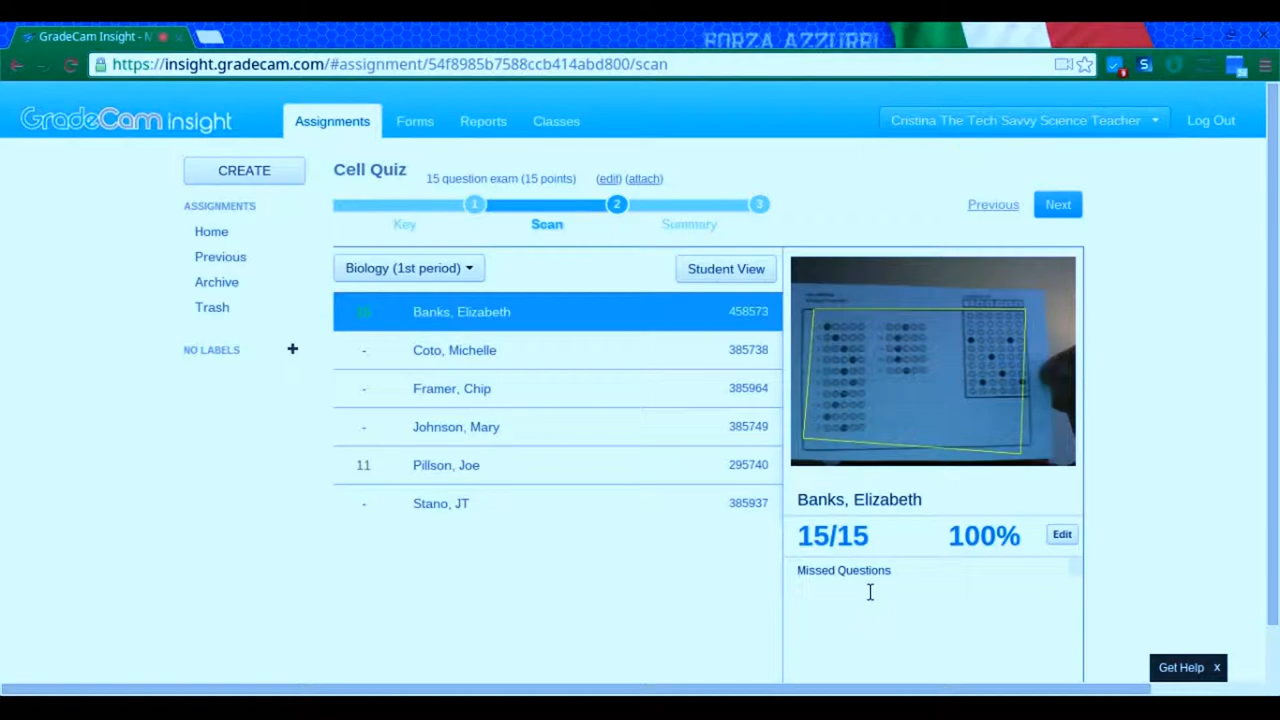 GradeCam Insight - M
FORZA AZZURRI
https://insight.gradecam.com/#assignment/54f8985b7588ccb414abd800/scan
GradeCam insight
Assignments
Forms
Reports
Classes
Cristina The Tech Savvy Science Teacher
Log Out
CREATE
Cell Quiz
15 question exam (15 points)
(edit) (attach)
ASSIGNMENTS
Home
Previous
Archive
Trash
NO LABELS
+
1
2
3
Key
Scan
Summary
Previous
Next
Biology (1st period)
Student View
15 Banks, Elizabeth 458573
- Coto, Michelle 385738
- Framer, Chip 385964
- Johnson, Mary 385749
11 Pillson, Joe 295740
- Stano, JT 385937
Banks, Elizabeth
15/15 100% Edit
Missed Questions
Get Help x